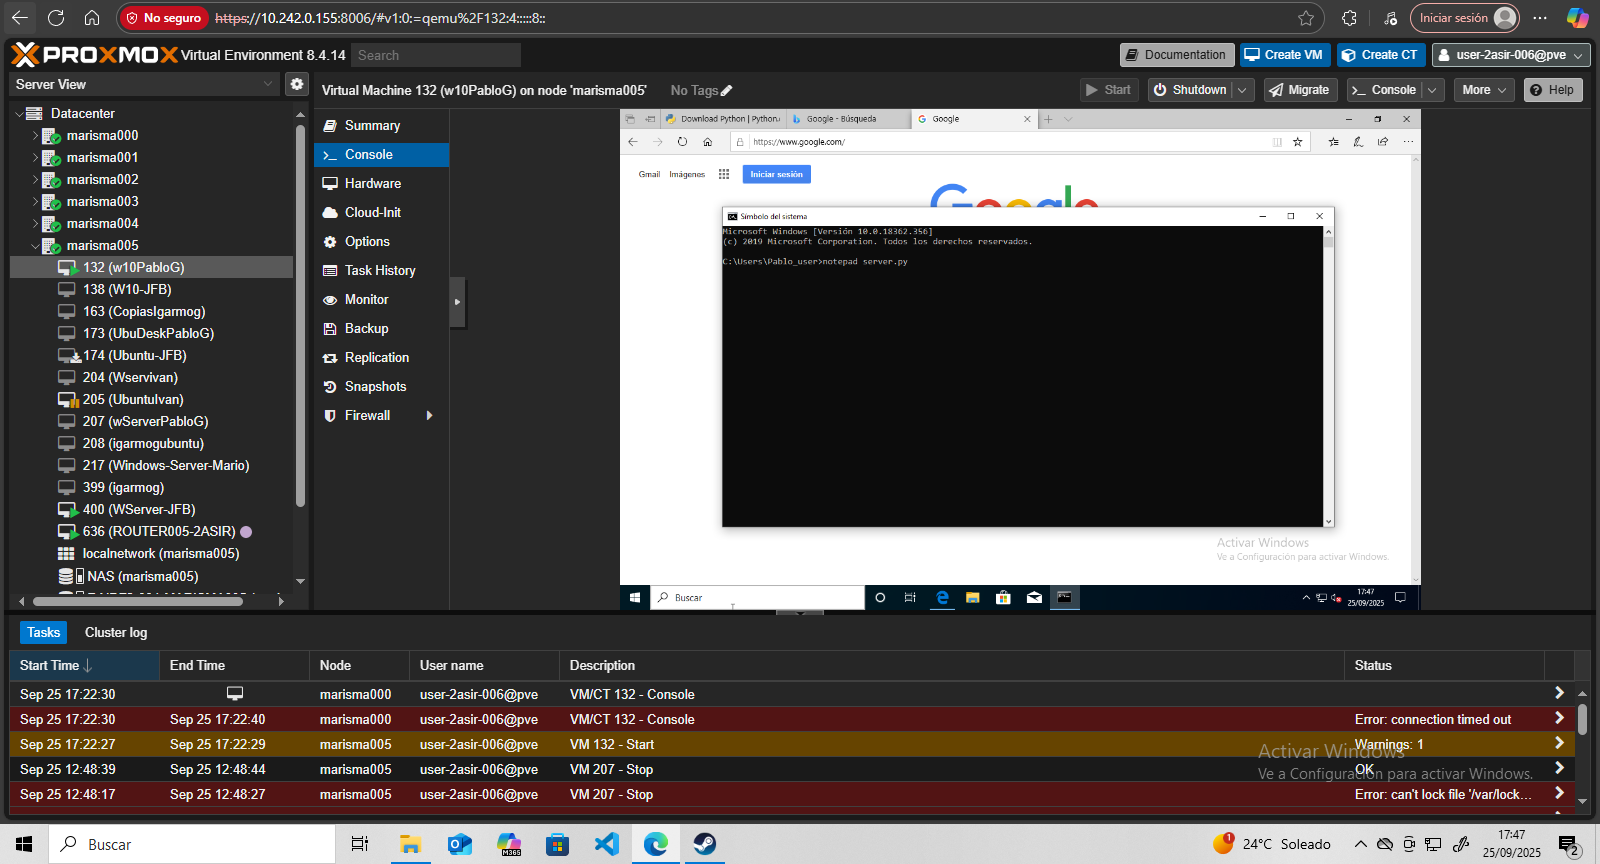 No seguro
https://10.242.0.155:8006/#v1:0:=qemu%2F132:4:::::8::
Iniciar sesión
PROXMOX Virtual Environment 8.4.14
Search
Documentation
Create VM
Create CT
user-2asir-006@pve
Server View
Virtual Machine 132 (w10PabloG) on node 'marisma005'
No Tags
Start
Shutdown
Migrate
Console
More
Help
Datacenter
marisma000
marisma001
marisma002
marisma003
marisma004
marisma005
132 (w10PabloG)
138 (W10-JFB)
163 (CopiasIgarmog)
173 (UbuDeskPabloG)
174 (Ubuntu-JFB)
204 (Wservivan)
205 (UbuntuIvan)
207 (wServerPabloG)
208 (igarmogubuntu)
217 (Windows-Server-Mario)
399 (igarmog)
400 (WServer-JFB)
636 (ROUTER005-2ASIR)
localnetwork (marisma005)
NAS (marisma005)
Summary
Console
Hardware
Cloud-Init
Options
Task History
Monitor
Backup
Replication
Snapshots
Firewall
Download Python | Python.
Google - Búsqueda
Google
https://www.google.com/
Gmail
Imágenes
Iniciar sesión
Google
Símbolo del sistema
Microsoft Windows [Versión 10.0.18362.356]
(c) 2019 Microsoft Corporation. Todos los derechos reservados.
C:\Users\Pablo_user>notepad server.py
Activar Windows
Ve a Configuración para activar Windows.
Buscar
17:47
25/09/2025
Tasks
Cluster log
Start Time
End Time
Node
User name
Description
Status
Sep 25 17:22:30
marisma000
user-2asir-006@pve
VM/CT 132 - Console
Sep 25 17:22:30
Sep 25 17:22:40
marisma000
user-2asir-006@pve
VM/CT 132 - Console
Error: connection timed out
Sep 25 17:22:27
Sep 25 17:22:29
marisma005
user-2asir-006@pve
VM 132 - Start
Warnings: 1
Sep 25 12:48:39
Sep 25 12:48:44
marisma005
user-2asir-006@pve
VM 207 - Stop
OK
Sep 25 12:48:17
Sep 25 12:48:27
marisma005
user-2asir-006@pve
VM 207 - Stop
Error: can't lock file '/var/lock...
Activar Windows
Ve a Configuración para activar Windows.
Buscar
M365
1
24°C Soleado
17:47
25/09/2025
2